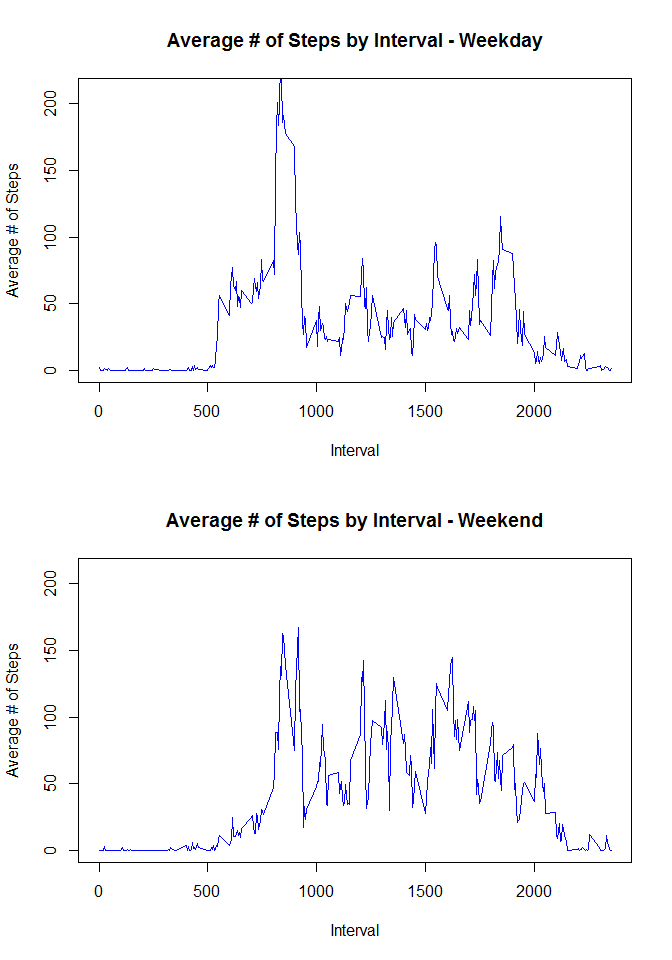 Average # of Steps by Interval - Weekday
200
150
100
50
0
Average # of Steps
0 500 1000 1500 2000
Interval
Average # of Steps by Interval - Weekend
200
150
100
50
0
Average # of Steps
0 500 1000 1500 2000
Interval